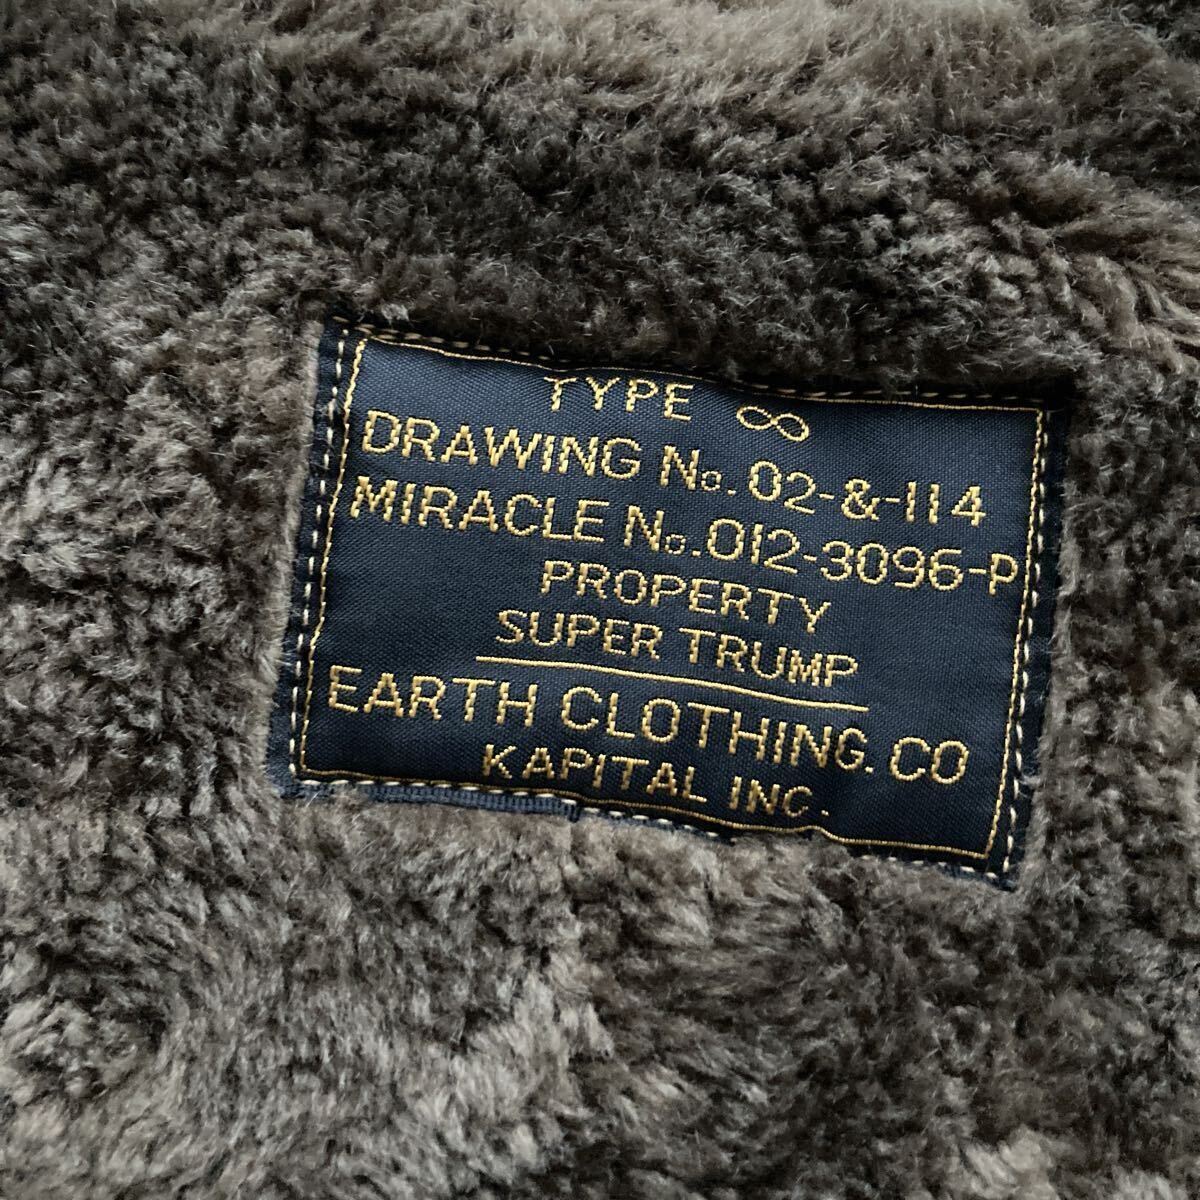 TYPE ∞
DRAWING No. 02-&-114
MIRACLE No. 012-3096-P
PROPERTY
SUPER TRUMP
EARTH CLOTHING. CO
KAPITAL INC.